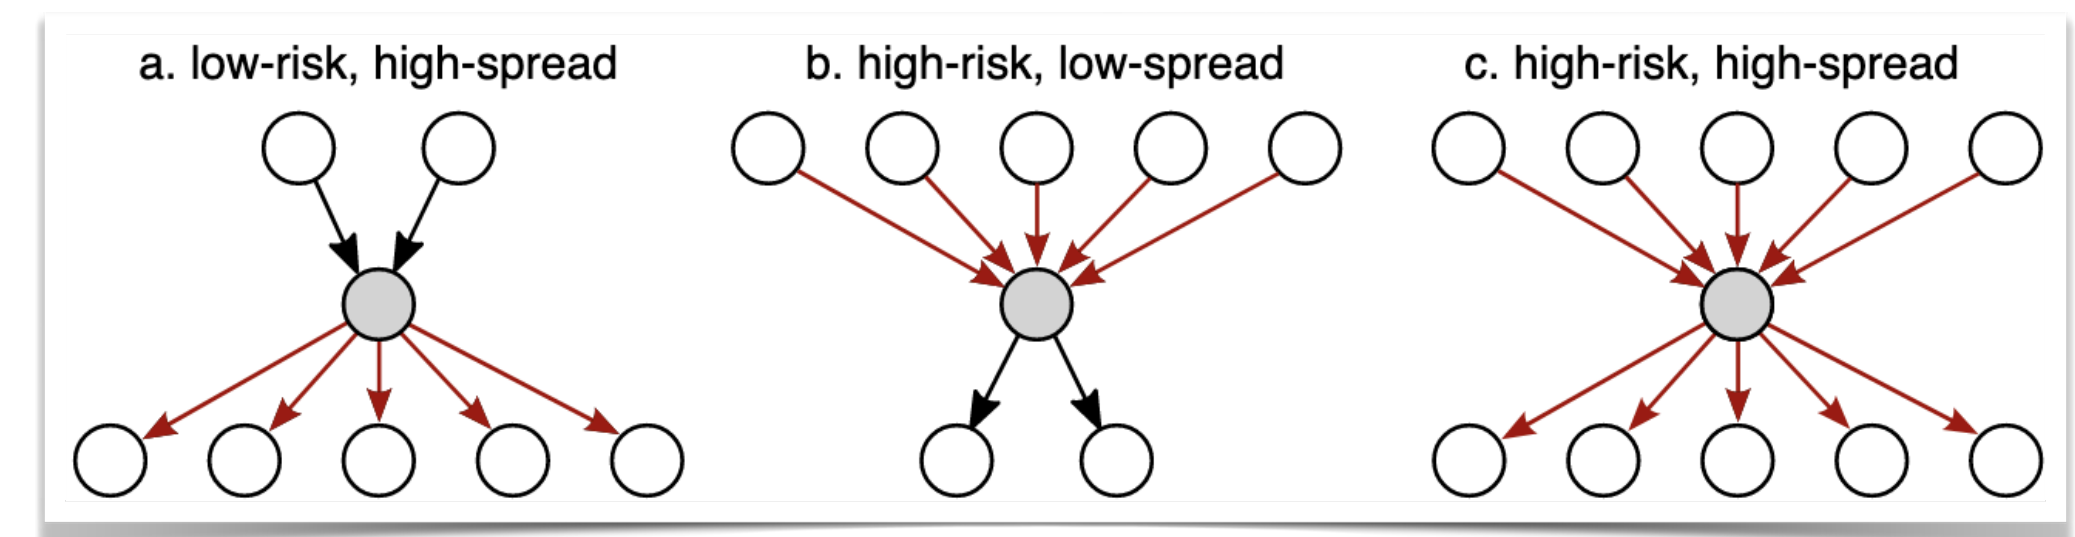 a. low-risk, high-spread
b. high-risk, low-spread
c. high-risk, high-spread